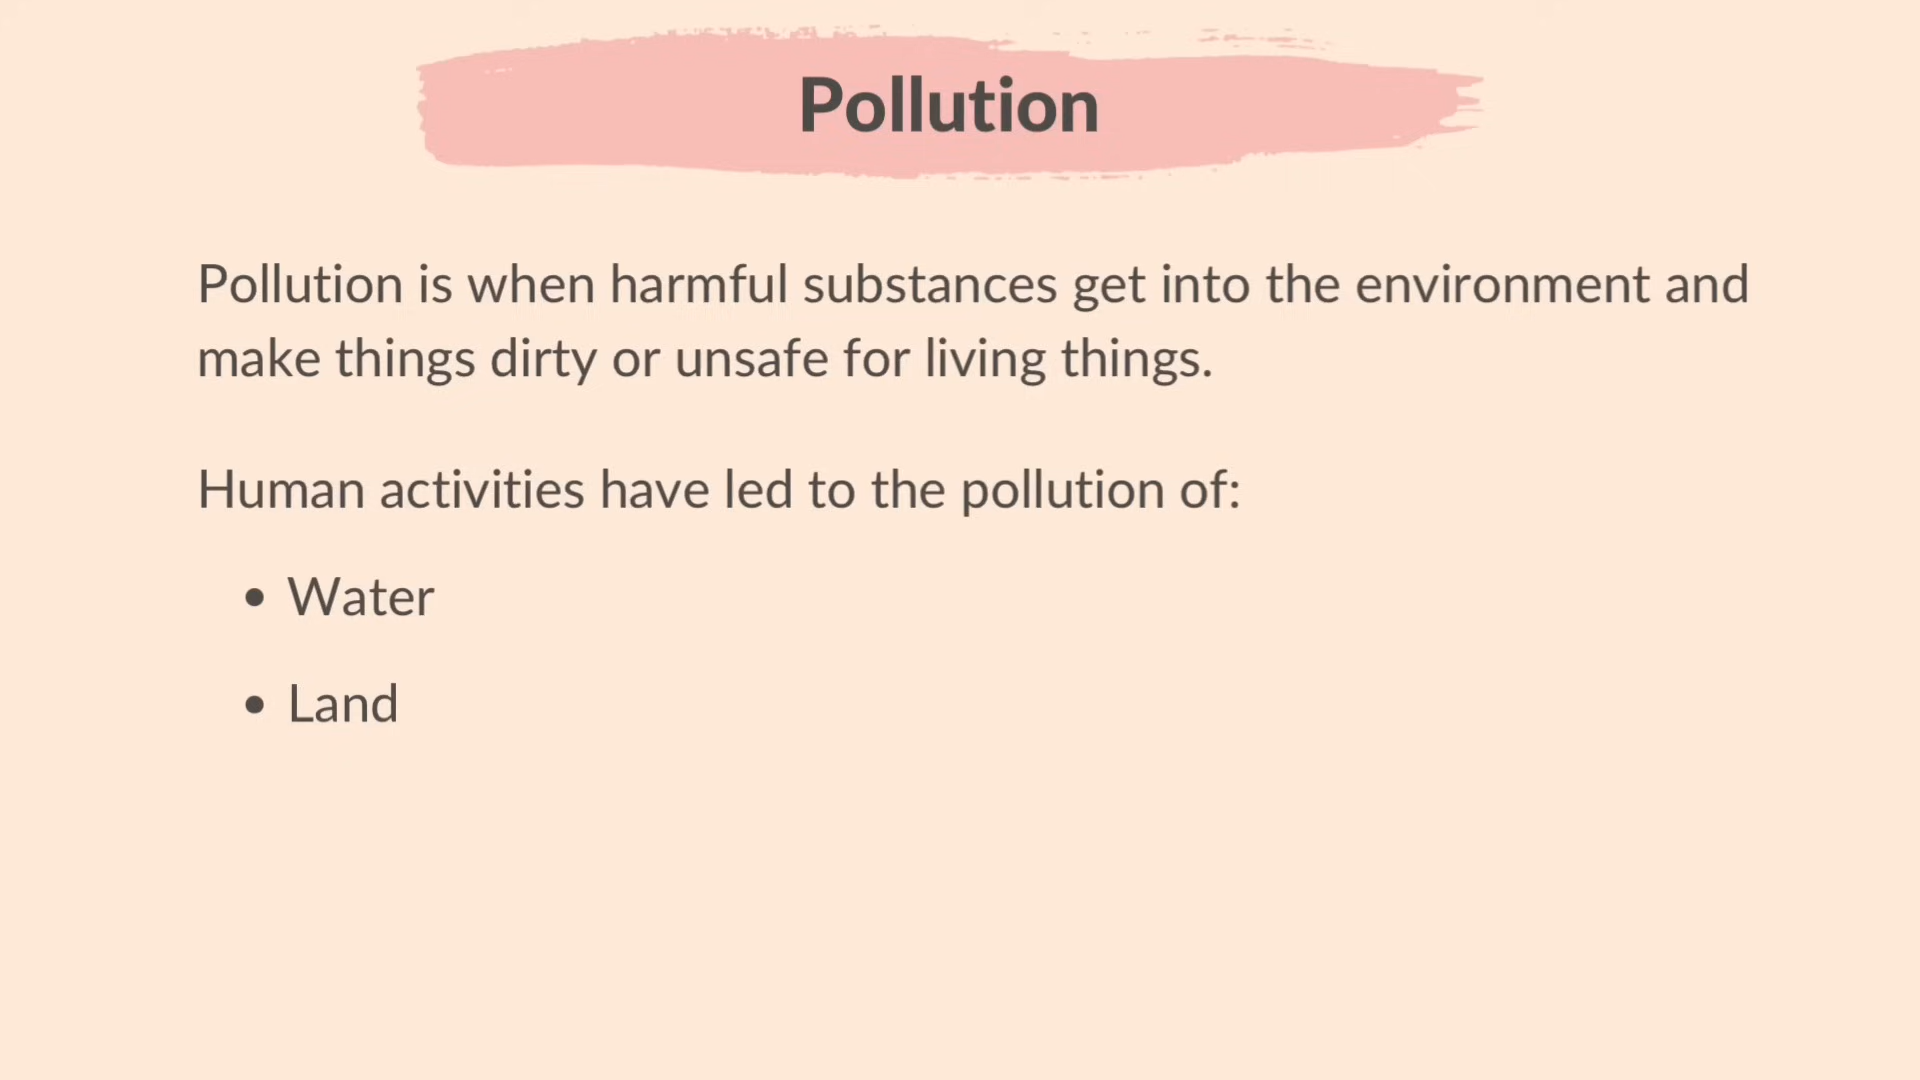 Pollution
Pollution is when harmful substances get into the environment and
make things dirty or unsafe for living things.
Human activities have led to the pollution of:
• Water
• Land